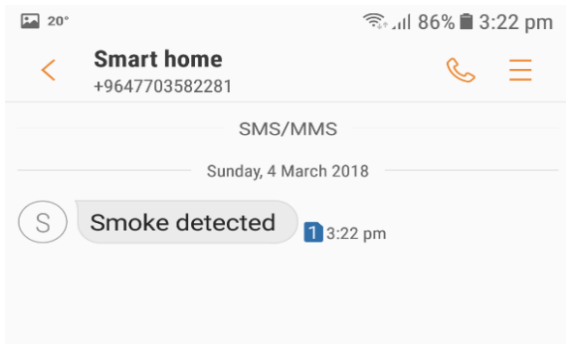 20° 86% 3:22 pm
Smart home
+9647703582281
SMS/MMS
Sunday, 4 March 2018
S Smoke detected 1 3:22 pm